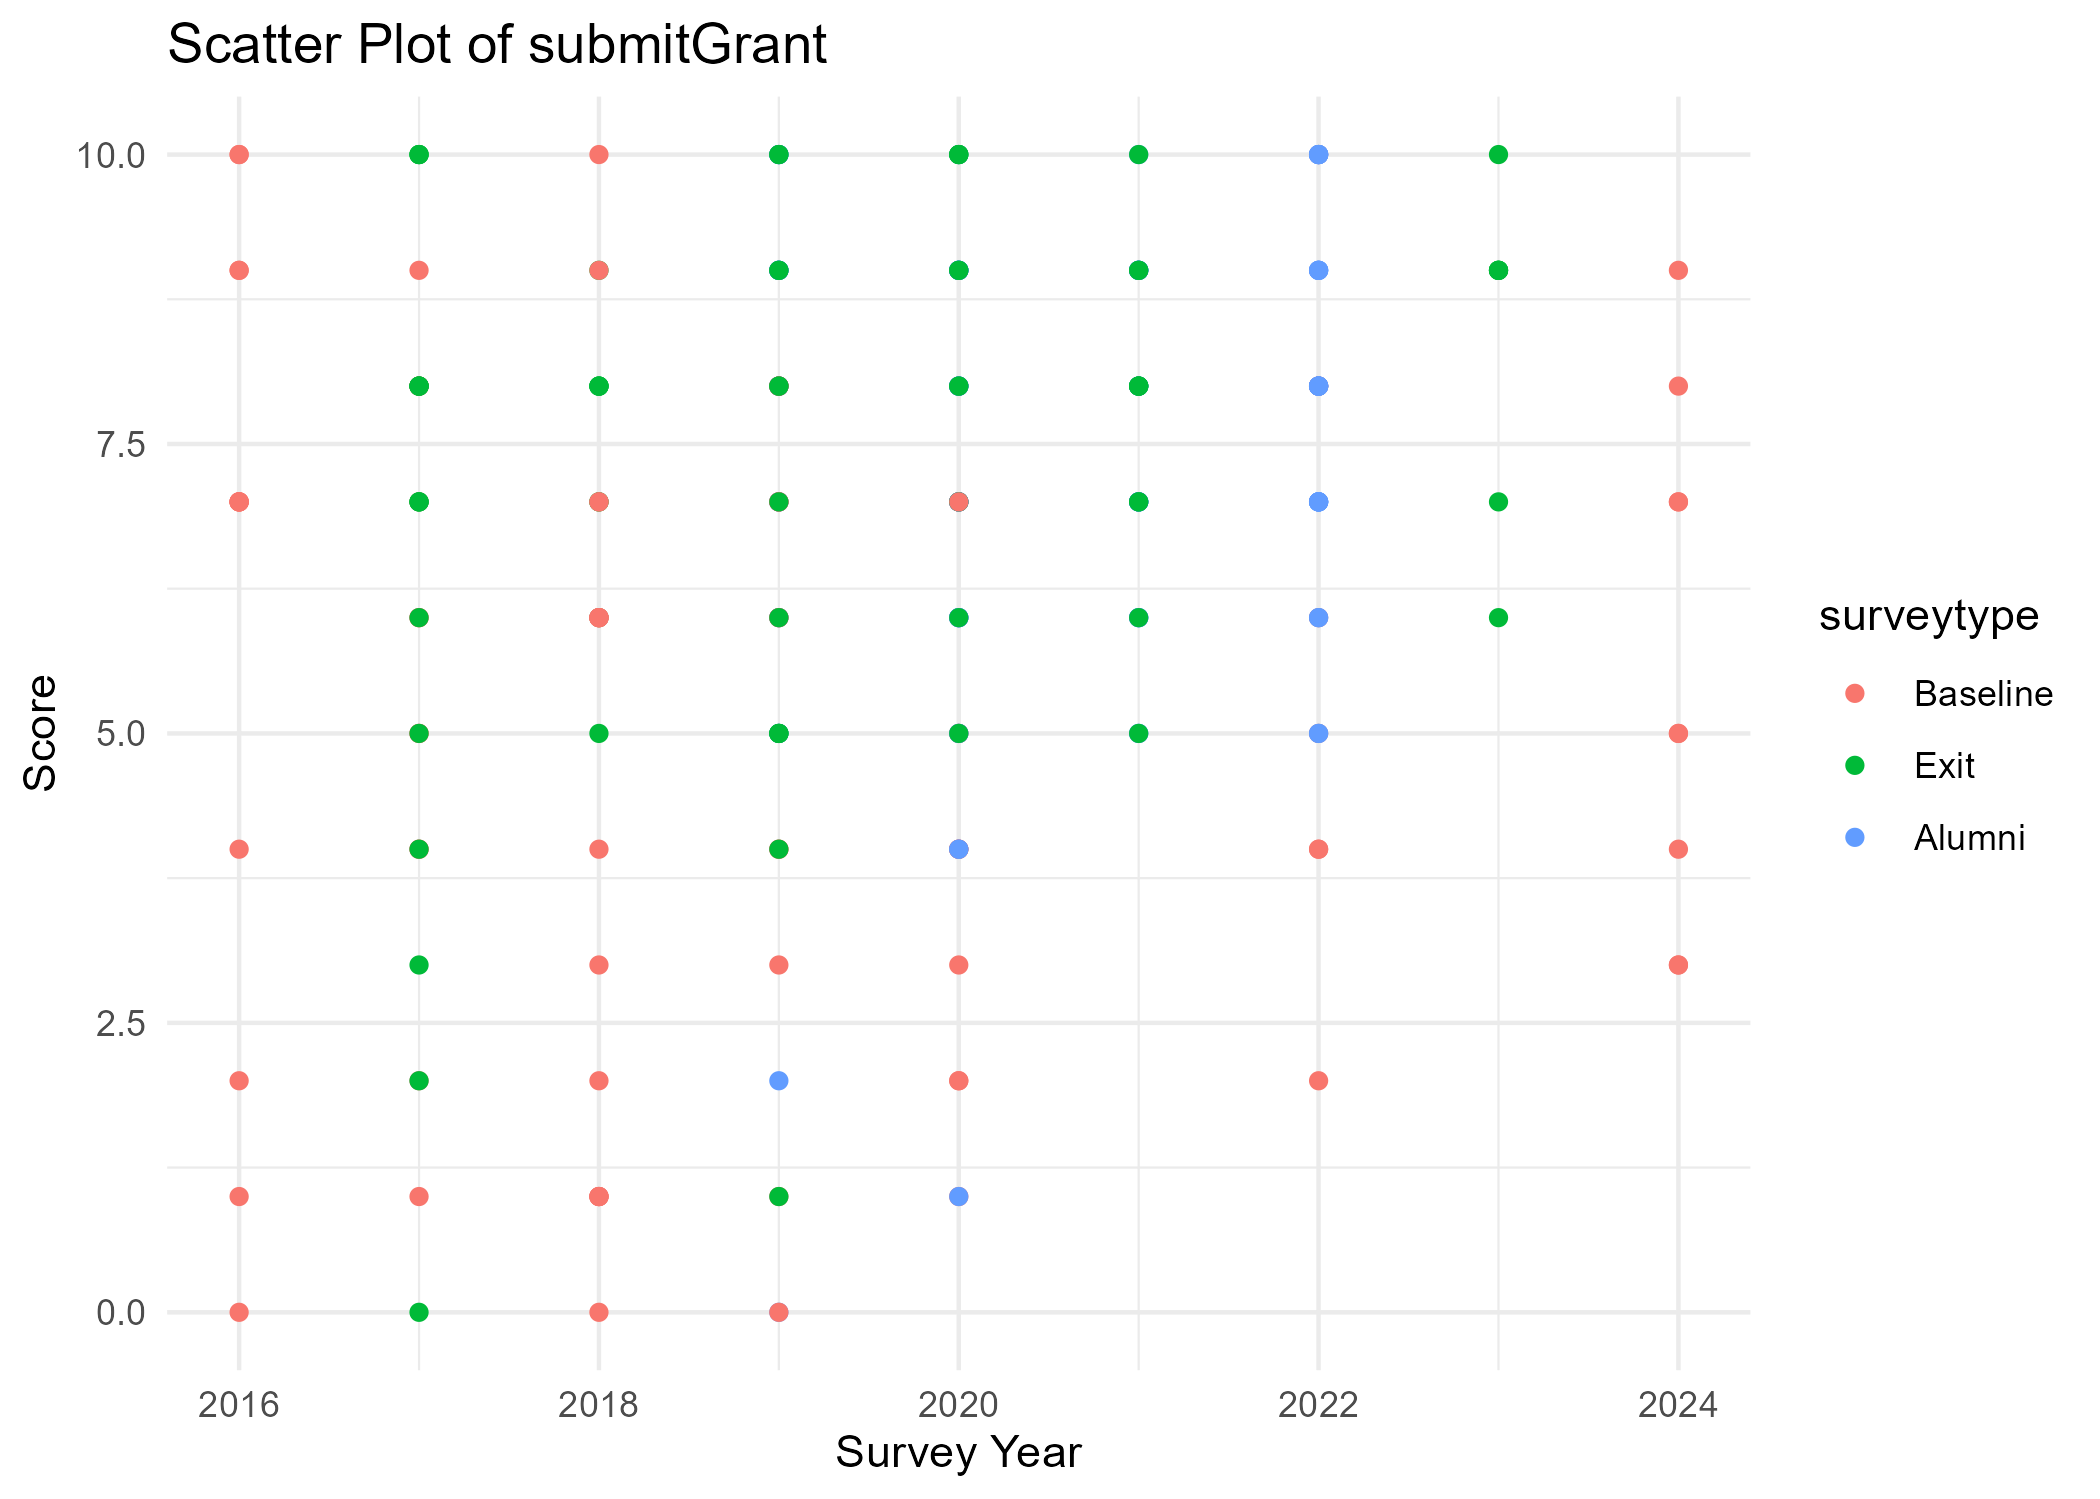 Scatter Plot of submitGrant
10.0
7.5
5.0
2.5
0.0
Score
2016
2018
2020
2022
2024
Survey Year
surveytype
Baseline
Exit
Alumni